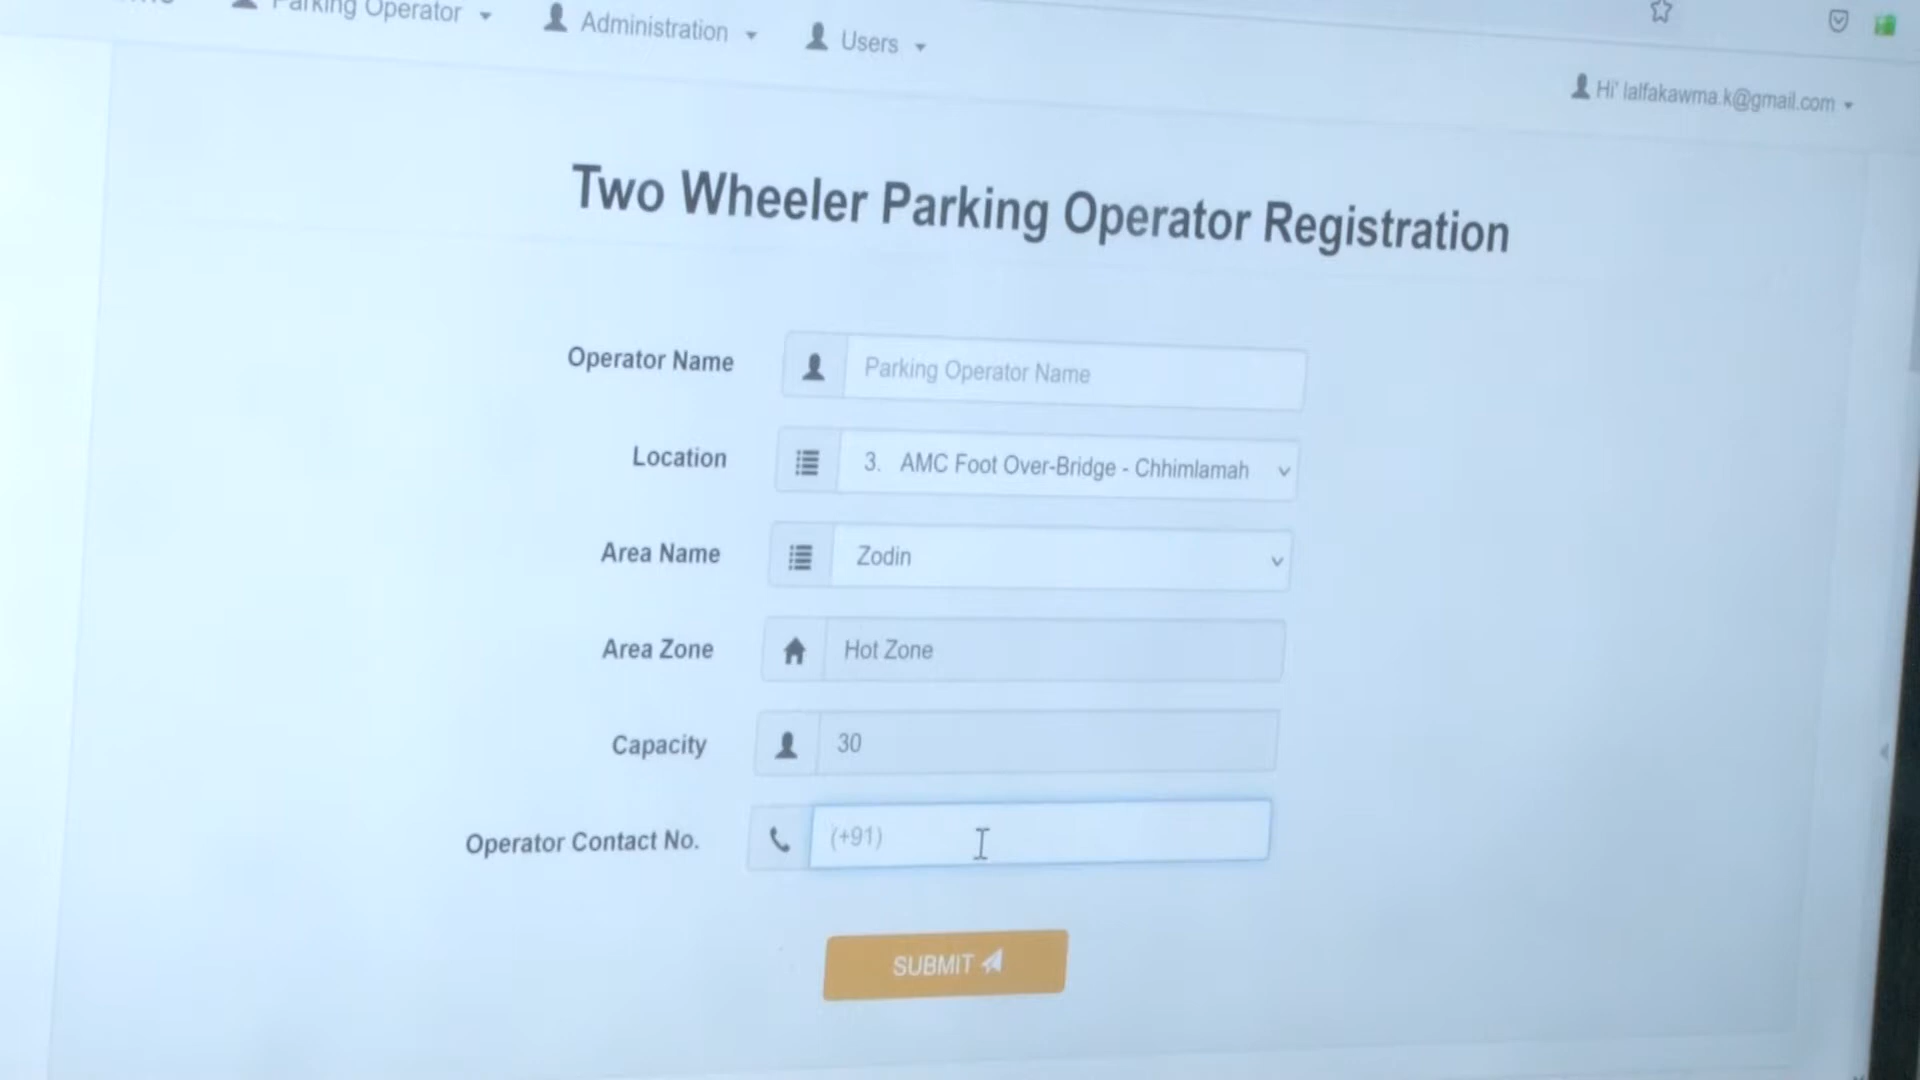 Parking Operator
Administration
Users
Hi' lalfakawma.k@gmail.com
Two Wheeler Parking Operator Registration
Operator Name
Parking Operator Name
Location
3. AMC Foot Over-Bridge - Chhimlamah
Area Name
Zodin
Area Zone
Hot Zone
Capacity
30
Operator Contact No.
(+91)
SUBMIT